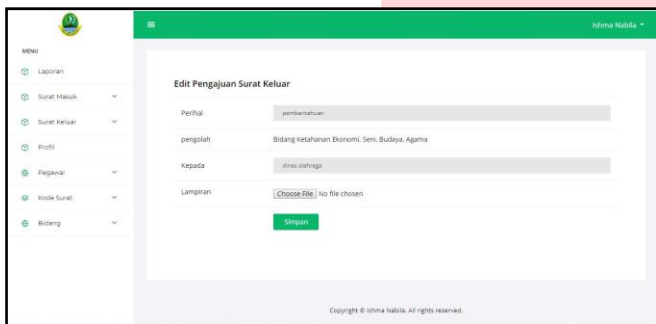 Ishma Nabila
MENU
Laporan
Surat Masuk
Surat Keluar
Profil
Pegawai
Kode Surat
Bidang
Edit Pengajuan Surat Keluar
Perihal pemberitahuan
pengolah Bidang Ketahanan Ekonomi, Seni, Budaya, Agama
Kepada dinas olahraga
Lampiran Choose File No file chosen
Simpan
Copyright © Ishma Nabila. All rights reserved.